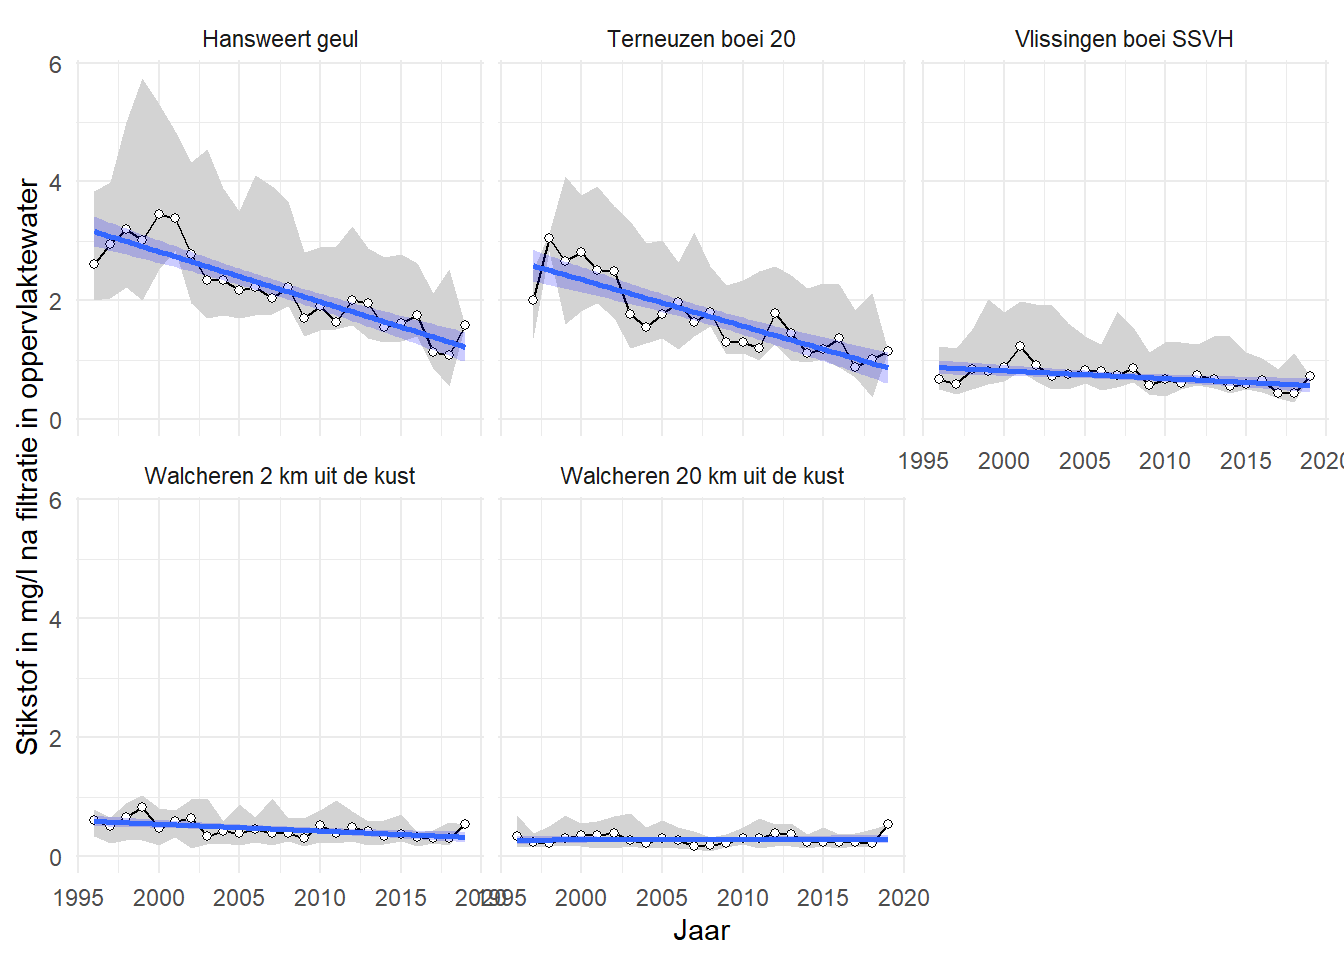 Hansweert geul
Terneuzen boei 20
Vlissingen boei SSVH
6
4
2
0
1995 2000 2005 2010 2015 2020
Walcheren 2 km uit de kust
Walcheren 20 km uit de kust
6
4
2
0
1995 2000 2005 2010 2015 2020
1995 2000 2005 2010 2015 2020
Jaar
Stikstof in mg/l na filtratie in oppervlaktewater